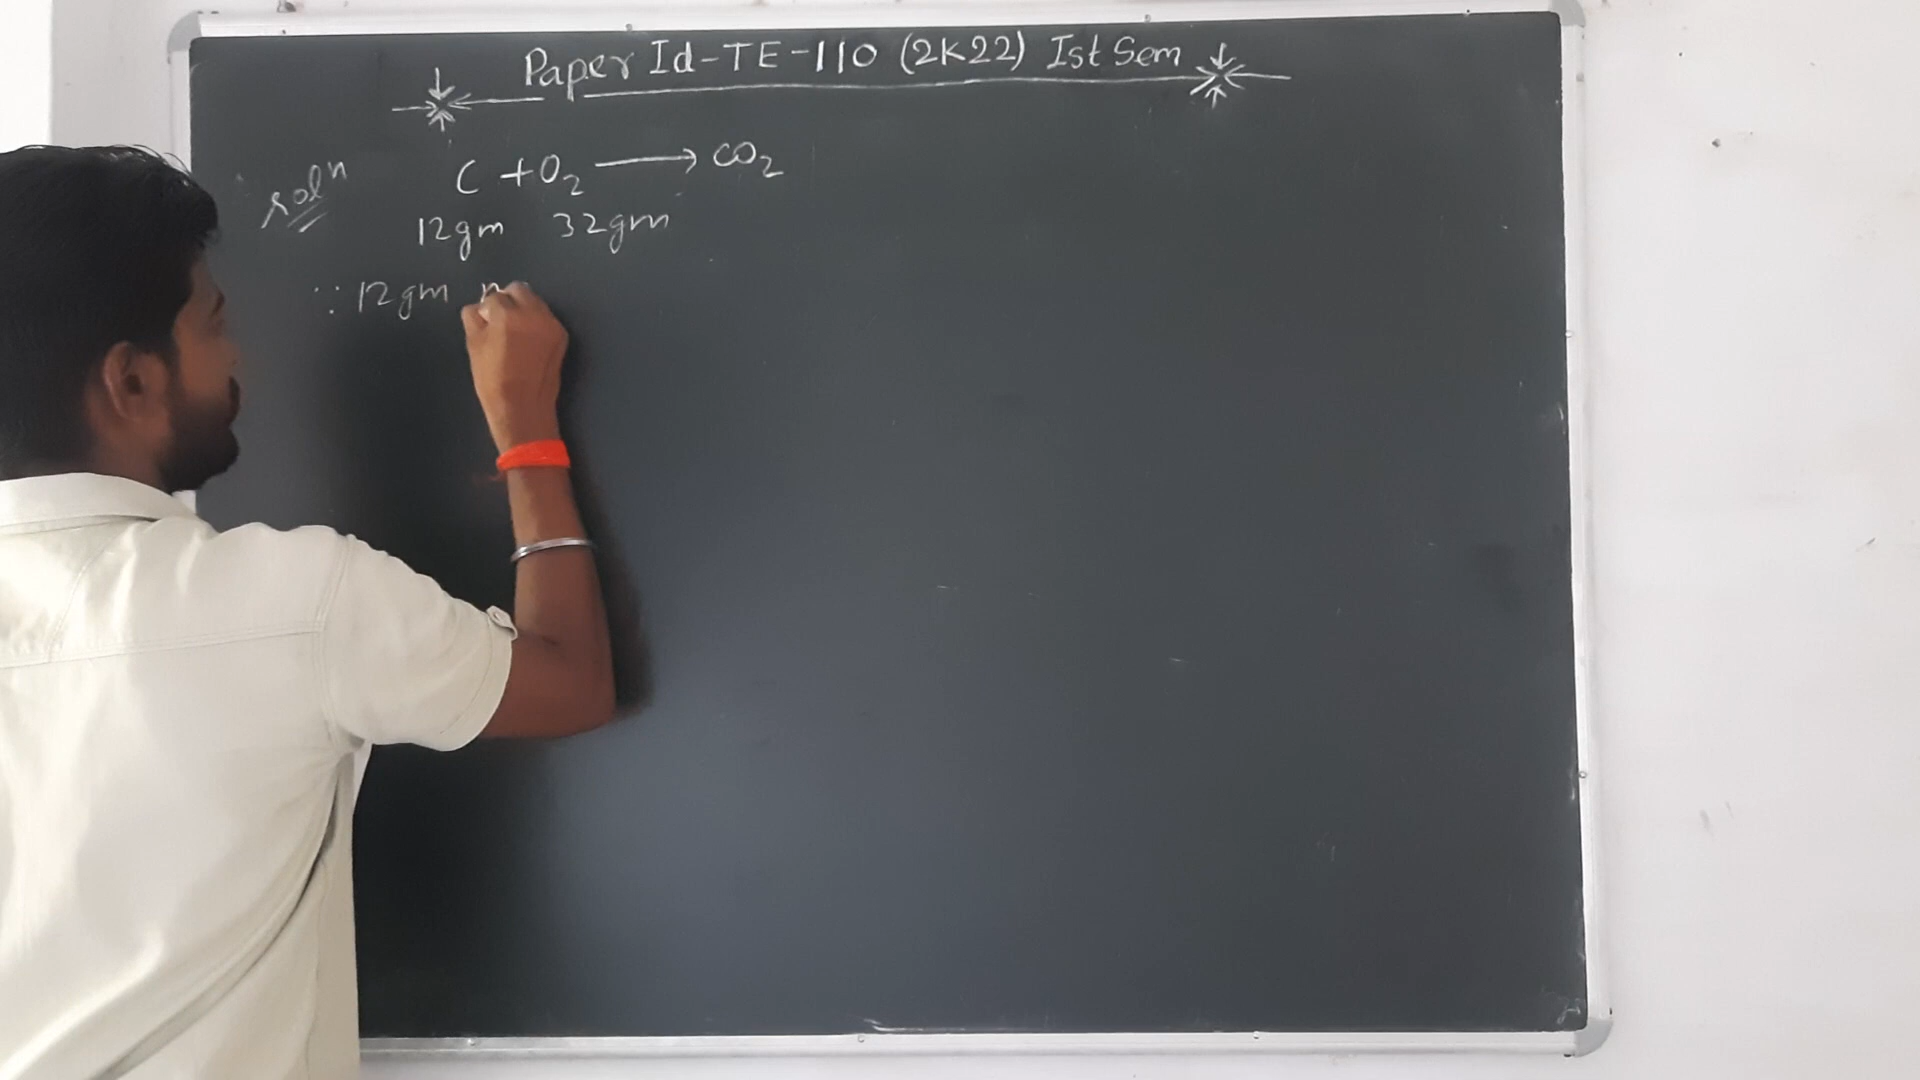 Paper Id-TE-110 (2K22) Ist Sem
solⁿ
C + O₂ ⟶ CO₂
12gm 32gm
∵ 12gm